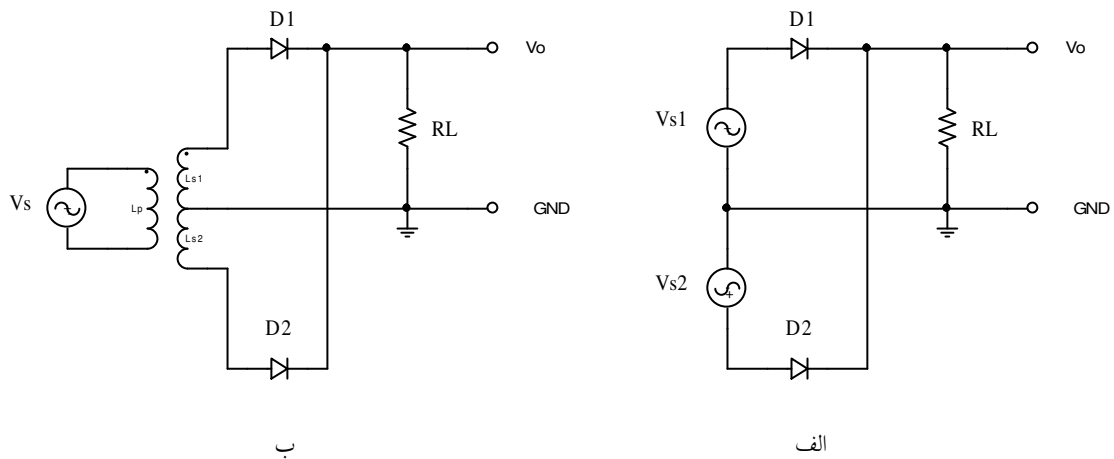 D1
Vo
RL
Vs
Lp
Ls1
Ls2
GND
D2
ب
D1
Vo
Vs1
RL
GND
Vs2
D2
الف